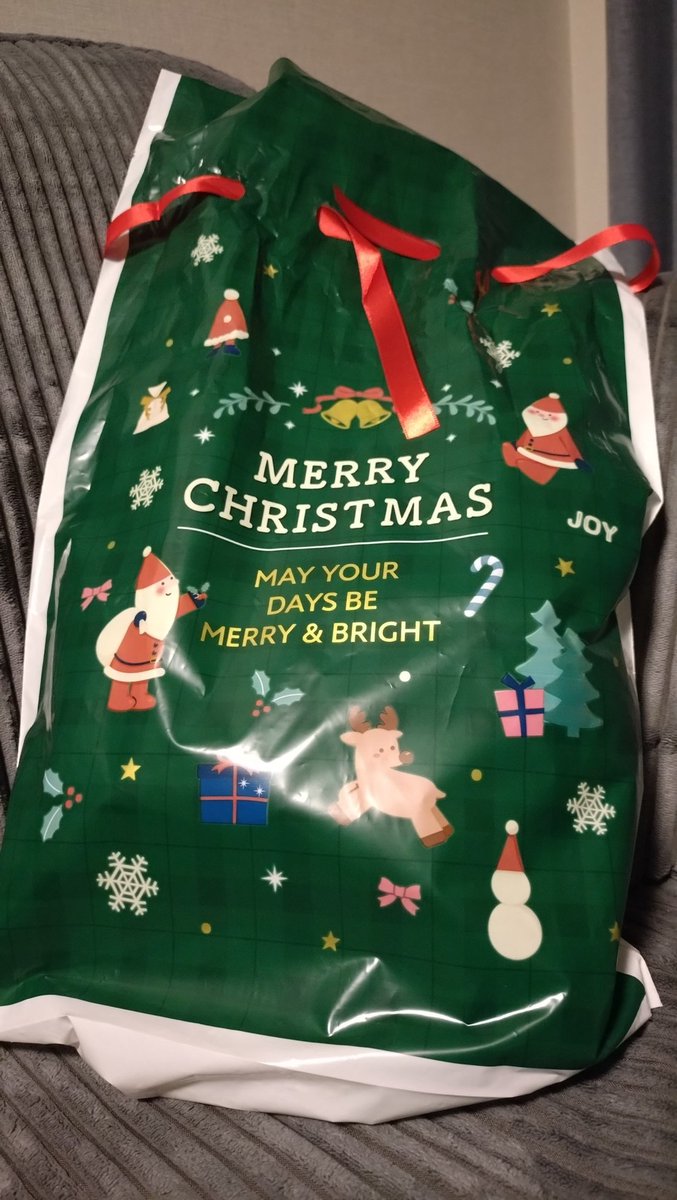 MERRY
CHRISTMAS
JOY
MAY YOUR
DAYS BE
MERRY & BRIGHT